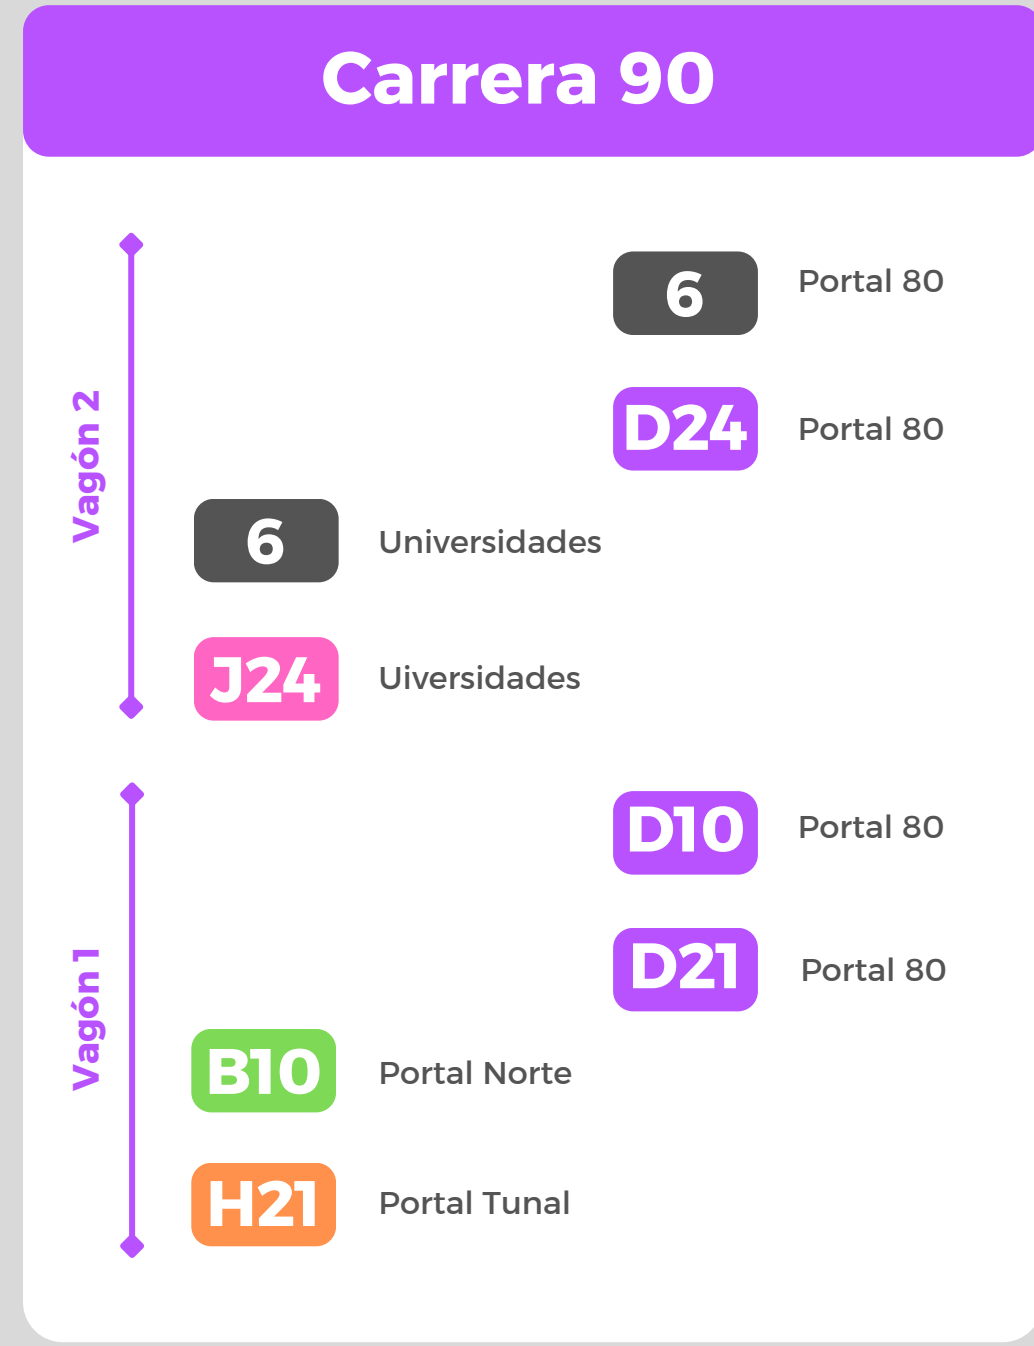 Carrera 90
Vagón 2
6 Portal 80
D24 Portal 80
6 Universidades
J24 Uiversidades
Vagón 1
D10 Portal 80
D21 Portal 80
B10 Portal Norte
H21 Portal Tunal